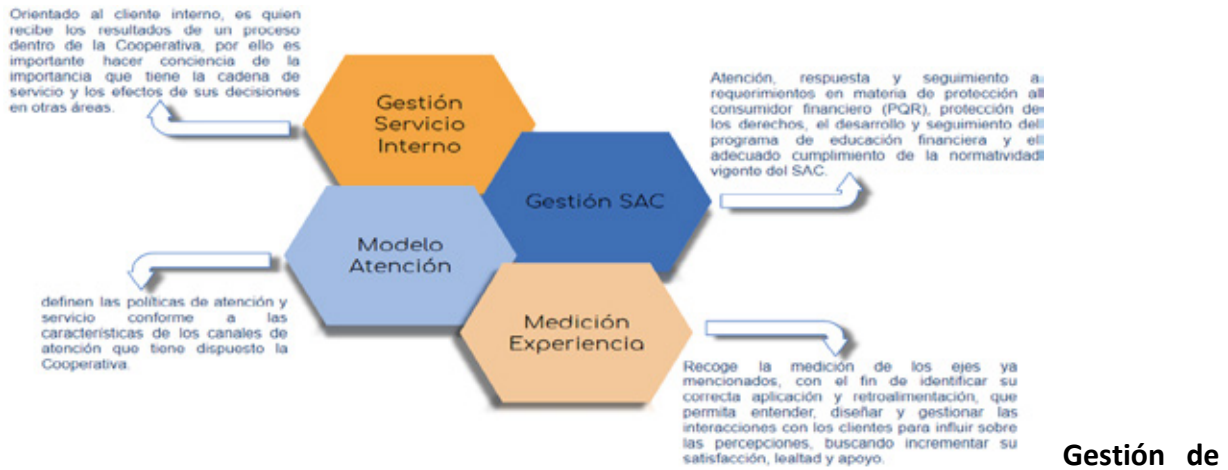 Orientado al cliente interno, es quien
recibe los resultados de un proceso
dentro de la Cooperativa, por ello es
importante hacer conciencia de la
importancia que tiene la cadena de
servicio y los efectos de sus decisiones
en otras áreas.
Gestión
Servicio
Interno
Atención, respuesta y seguimiento a
requerimientos en materia de protección al
consumidor financiero (PQR), protección de
los derechos, el desarrollo y seguimiento del
programa de educación financiera y el
adecuado cumplimiento de la normatividad
vigente del SAC.
Gestión SAC
Modelo
Atención
definen las políticas de atención y
servicio conforme a las
características de los canales de
atención que tiene dispuesto la
Cooperativa.
Medición
Experiencia
Recoge la medición de los ejes ya
mencionados, con el fin de identificar su
correcta aplicación y retroalimentación, que
permita entender, diseñar y gestionar las
interacciones con los clientes para influir sobre
las percepciones, buscando incrementar su
satisfacción, lealtad y apoyo.
Gestión de